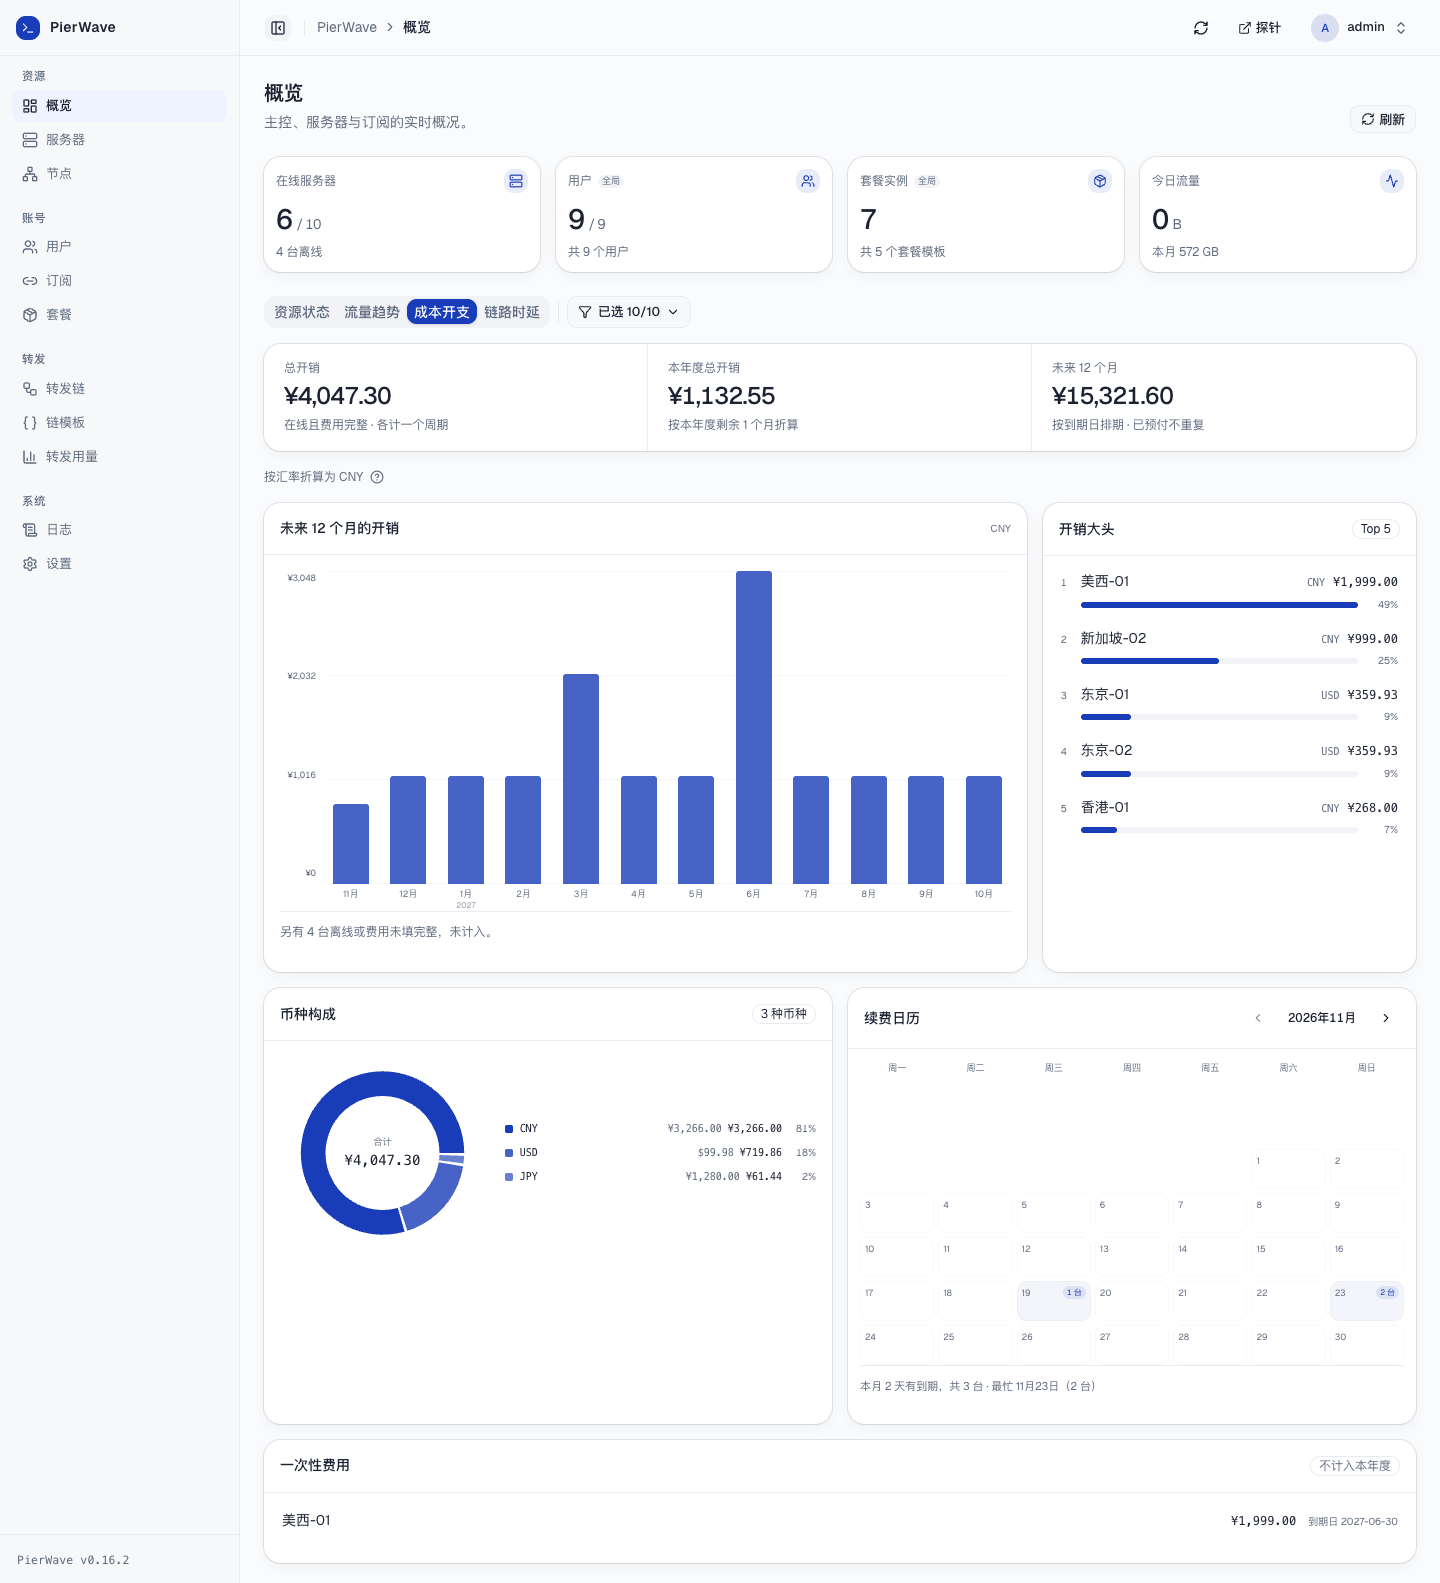 PierWave
PierWave > 概览
探针
A admin
资源
概览
服务器
节点
账号
用户
订阅
套餐
转发
转发链
链模板
转发用量
系统
日志
设置
PierWave v0.16.2
概览
主控、服务器与订阅的实时概况。
刷新
在线服务器
6 / 10
4 台离线
用户 全局
9 / 9
共 9 个用户
套餐实例 全局
7
共 5 个套餐模板
今日流量
0 B
本月 572 GB
资源状态 流量趋势 成本开支 链路时延 已选 10/10
总开销
¥4,047.30
在线且费用完整 · 各计一个周期
本年度总开销
¥1,132.55
按本年度剩余 1 个月折算
未来 12 个月
¥15,321.60
按到期日排期 · 已预付不重复
按汇率折算为 CNY
未来 12 个月的开销 CNY
¥3,048
¥2,032
¥1,016
¥0
11月 12月 1月 2月 3月 4月 5月 6月 7月 8月 9月 10月
2027
另有 4 台离线或费用未填完整，未计入。
开销大头 Top 5
1 美西-01 CNY ¥1,999.00
49%
2 新加坡-02 CNY ¥999.00
25%
3 东京-01 USD ¥359.93
9%
4 东京-02 USD ¥359.93
9%
5 香港-01 CNY ¥268.00
7%
币种构成 3 种币种
合计
¥4,047.30
CNY ¥3,266.00 ¥3,266.00 81%
USD $99.98 ¥719.86 18%
JPY ¥1,280.00 ¥61.44 2%
续费日历 2026年11月
周一 周二 周三 周四 周五 周六 周日
1 2
3 4 5 6 7 8 9
10 11 12 13 14 15 16
17 18 19 1 台 20 21 22 23 2 台
24 25 26 27 28 29 30
本月 2 天有到期，共 3 台 · 最忙 11月23日（2 台）
一次性费用 不计入本年度
美西-01 ¥1,999.00 到期日 2027-06-30